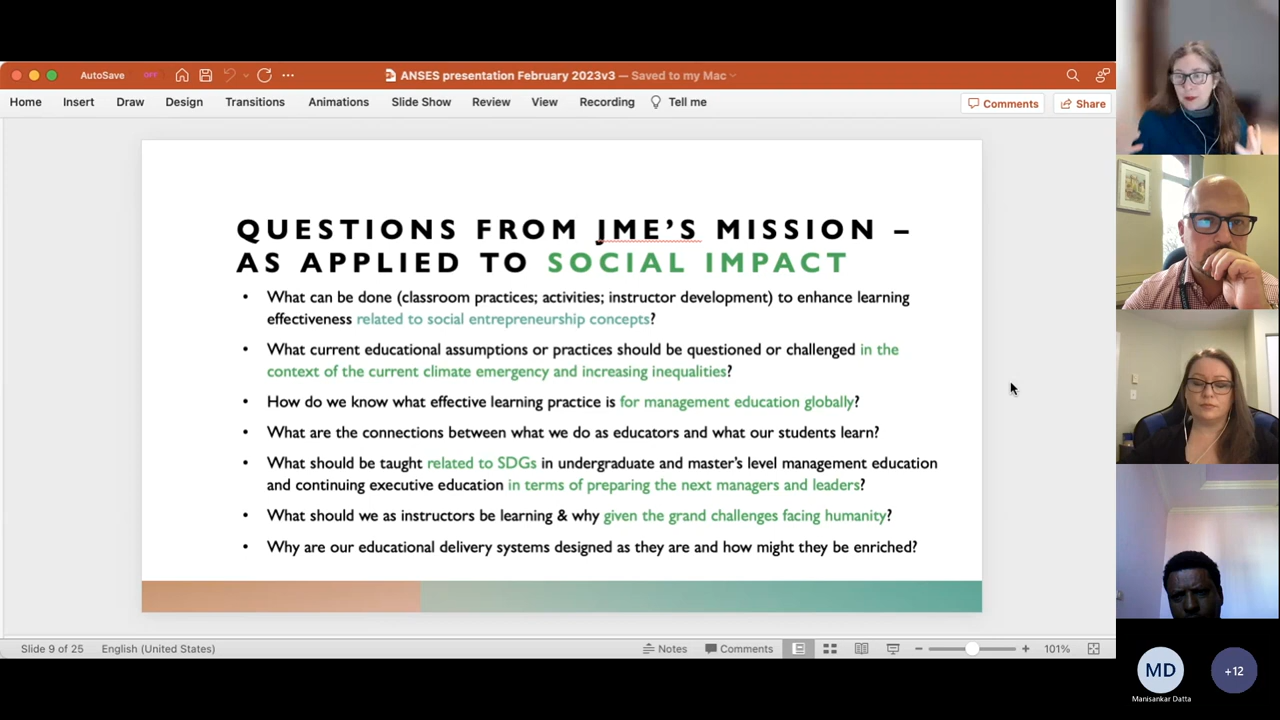 AutoSave OFF ... ANSES presentation February 2023v3 — Saved to my Mac
Home Insert Draw Design Transitions Animations Slide Show Review View Recording Tell me Comments Share
QUESTIONS FROM JME'S MISSION –
AS APPLIED TO SOCIAL IMPACT
• What can be done (classroom practices; activities; instructor development) to enhance learning
effectiveness related to social entrepreneurship concepts?
• What current educational assumptions or practices should be questioned or challenged in the
context of the current climate emergency and increasing inequalities?
• How do we know what effective learning practice is for management education globally?
• What are the connections between what we do as educators and what our students learn?
• What should be taught related to SDGs in undergraduate and master's level management education
and continuing executive education in terms of preparing the next managers and leaders?
• What should we as instructors be learning & why given the grand challenges facing humanity?
• Why are our educational delivery systems designed as they are and how might they be enriched?
Slide 9 of 25 English (United States) Notes Comments 101%
MD
+12
Manisankar Datta